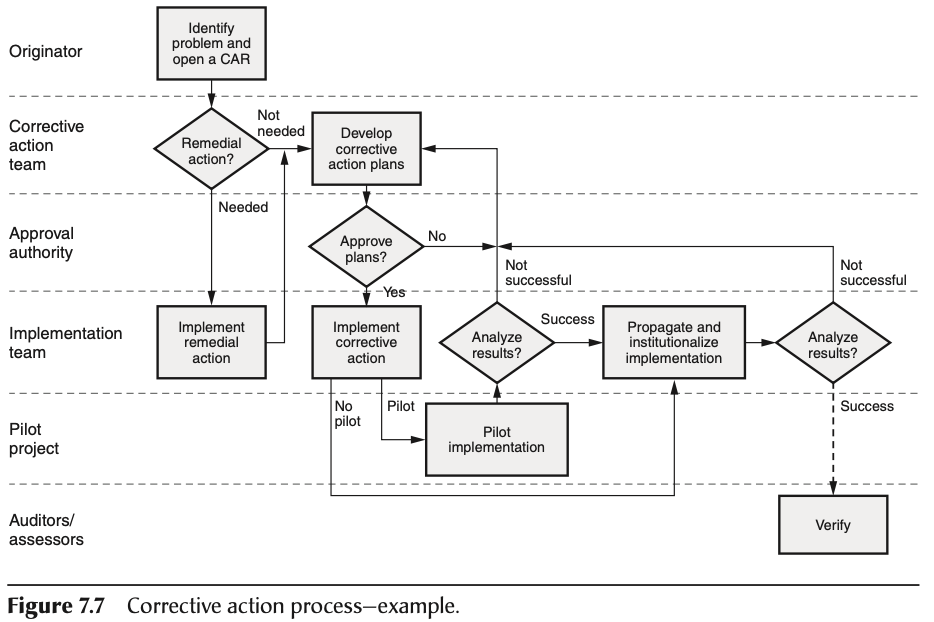 Originator
Identify
problem and
open a CAR
Corrective
action
team
Remedial
action?
Not
needed
Develop
corrective
action plans
Needed
Approval
authority
Approve
plans?
No
Yes
Not
successful
Not
successful
Implementation
team
Implement
remedial
action
Implement
corrective
action
Analyze
results?
Success
Propagate and
institutionalize
implementation
Analyze
results?
No
pilot
Pilot
Success
Pilot
project
Pilot
implementation
Auditors/
assessors
Verify
Figure 7.7 Corrective action process—example.